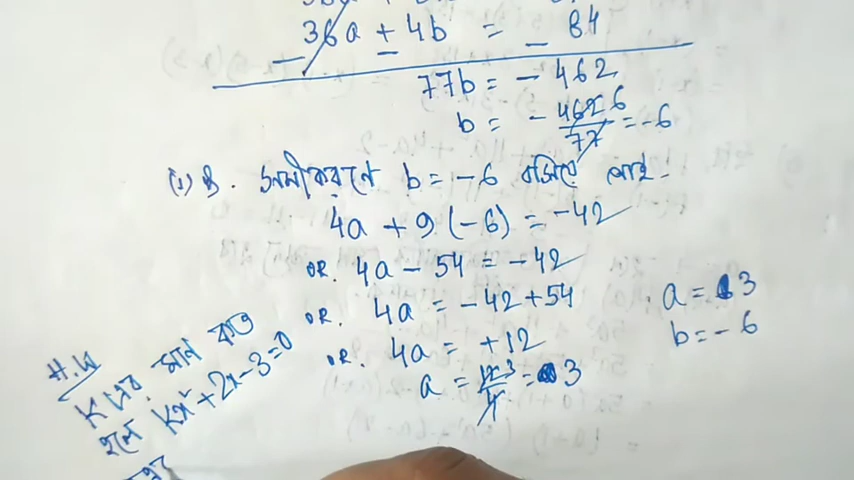 36a + 4b = 84
− − −
77b = - 462
b = - 462/77 6 = -6
(i) নং সমীকরণে b = -6 বসিয়ে পাই -
4a + 9 (-6) = -42
OR. 4a - 54 = -42
OR. 4a = -42+54
OR. 4a = +12
a = 12/4 3 = 3
a = 3
b = - 6
H.W
K এর মান কত
হলে Kx² + 2x - 3 = 0